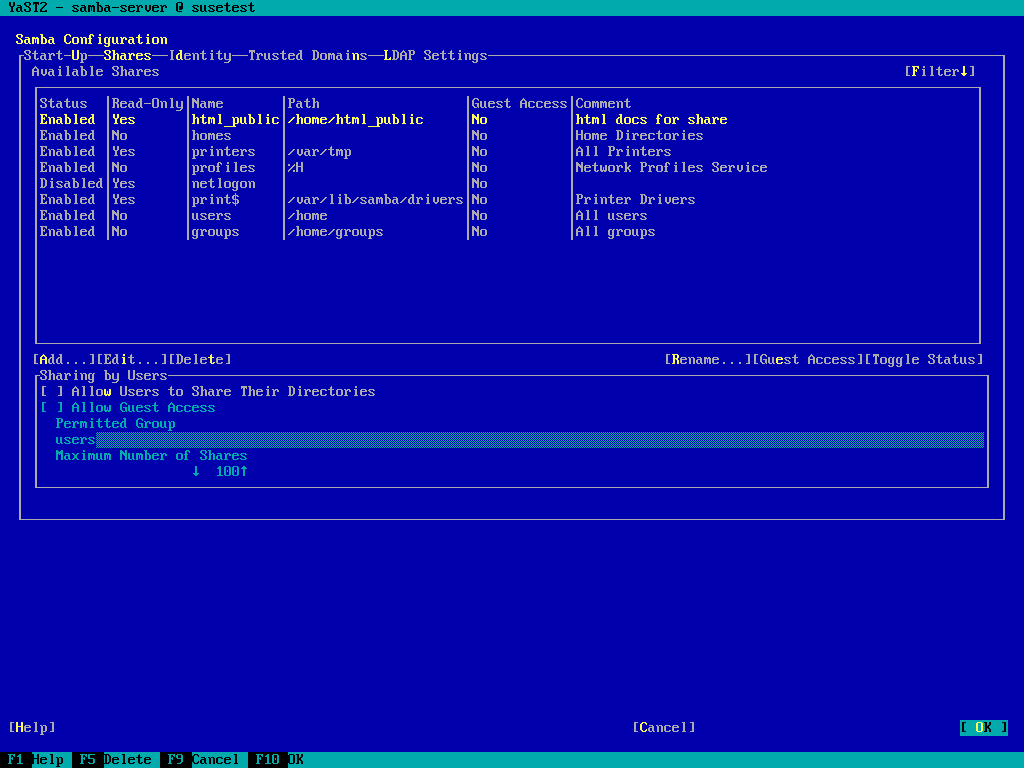 YaST2 - samba-server @ susetest
Samba Configuration
Start-Up Shares Identity Trusted Domains LDAP Settings
Available Shares [Filter↓]
Status Read-Only Name Path Guest Access Comment
Enabled Yes html_public /home/html_public No html docs for share
Enabled No homes No Home Directories
Enabled Yes printers /var/tmp No All Printers
Enabled No profiles %H No Network Profiles Service
Disabled Yes netlogon No
Enabled Yes print$ /var/lib/samba/drivers No Printer Drivers
Enabled No users /home No All users
Enabled No groups /home/groups No All groups
[Add...][Edit...][Delete] [Rename...][Guest Access][Toggle Status]
Sharing by Users
[ ] Allow Users to Share Their Directories
[ ] Allow Guest Access
Permitted Group
users
Maximum Number of Shares
↓ 100↑
[Help] [Cancel] [ OK ]
F1 Help F5 Delete F9 Cancel F10 OK